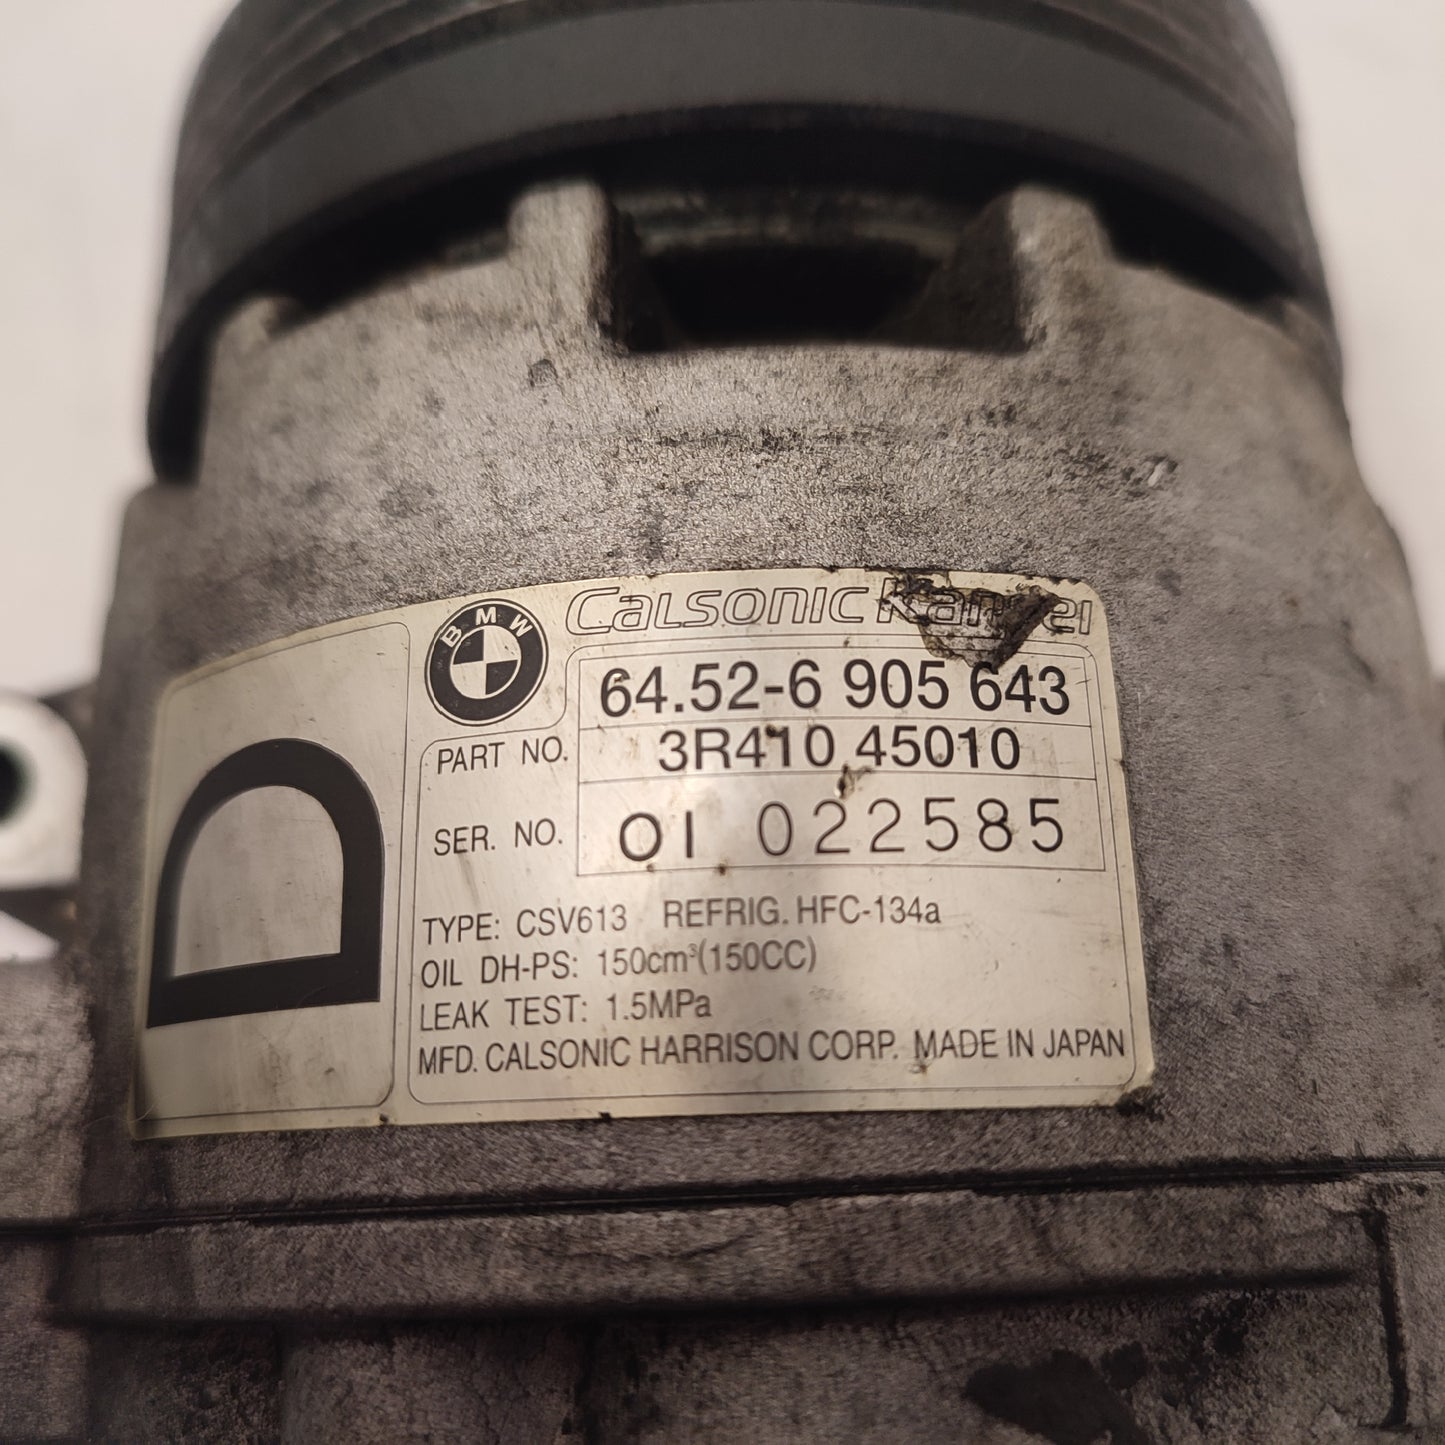 D
BMW
CALSONIC Kansei
64.52-6 905 643
PART NO. 3R410 45010
SER. NO. 01 022585
TYPE: CSV613 REFRIG. HFC-134a
OIL DH-PS: 150cm³(150CC)
LEAK TEST: 1.5MPa
MFD. CALSONIC HARRISON CORP. MADE IN JAPAN